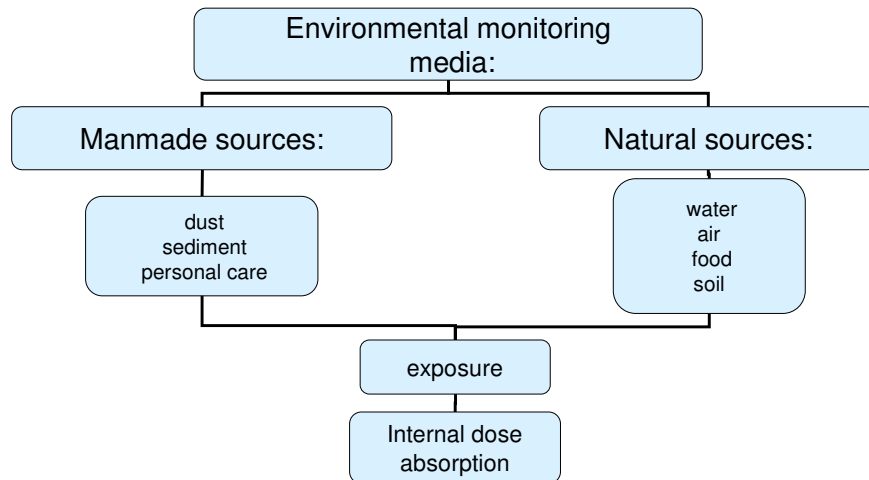 Environmental monitoring
media:
Manmade sources:
Natural sources:
dust
sediment
personal care
water
air
food
soil
exposure
Internal dose
absorption